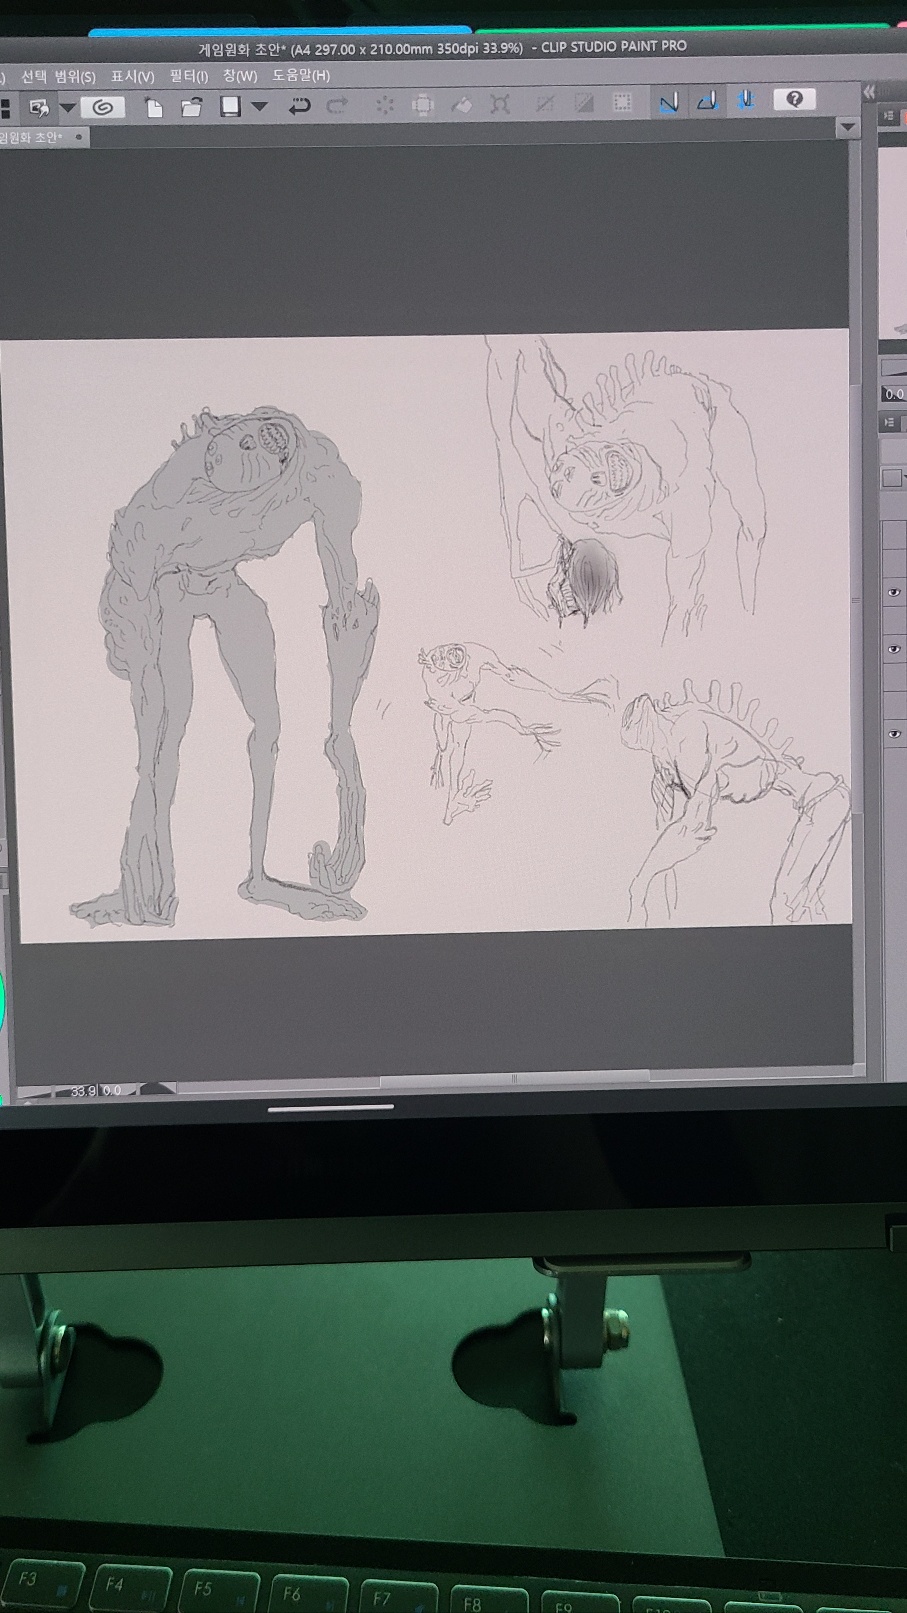 게임원화 초안* (A4 297.00 x 210.00mm 350dpi 33.9%) - CLIP STUDIO PAINT PRO
선택 범위(S) 표시(V) 필터(I) 창(W) 도움말(H)
임원화 초안*
0.0
33.9 0.0
F3 F4 F5 F6 F7 F8 F9